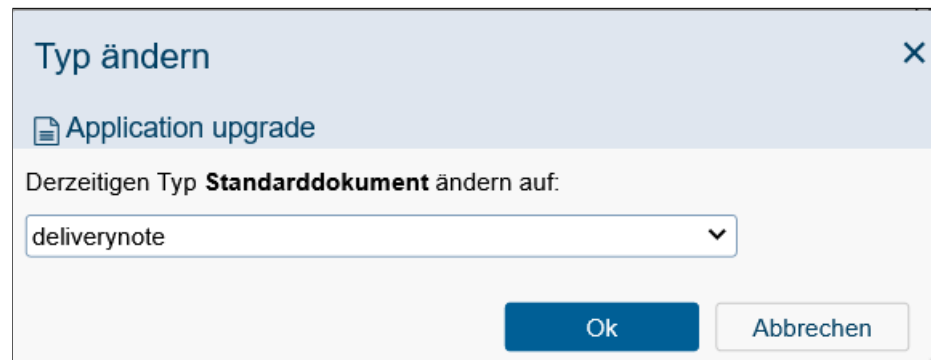 Typ ändern
Application upgrade
Derzeitigen Typ Standarddokument ändern auf:
deliverynote
Ok Abbrechen